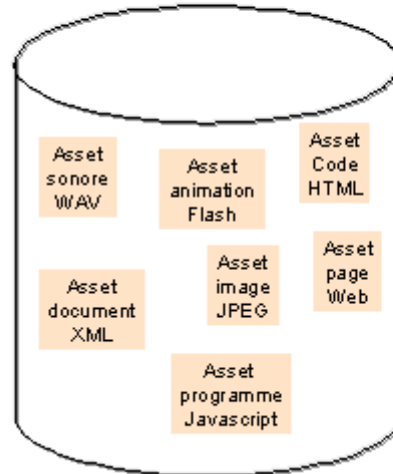 Asset
sonore
WAV
Asset
animation
Flash
Asset
Code
HTML
Asset
document
XML
Asset
image
JPEG
Asset
page
Web
Asset
programme
Javascript